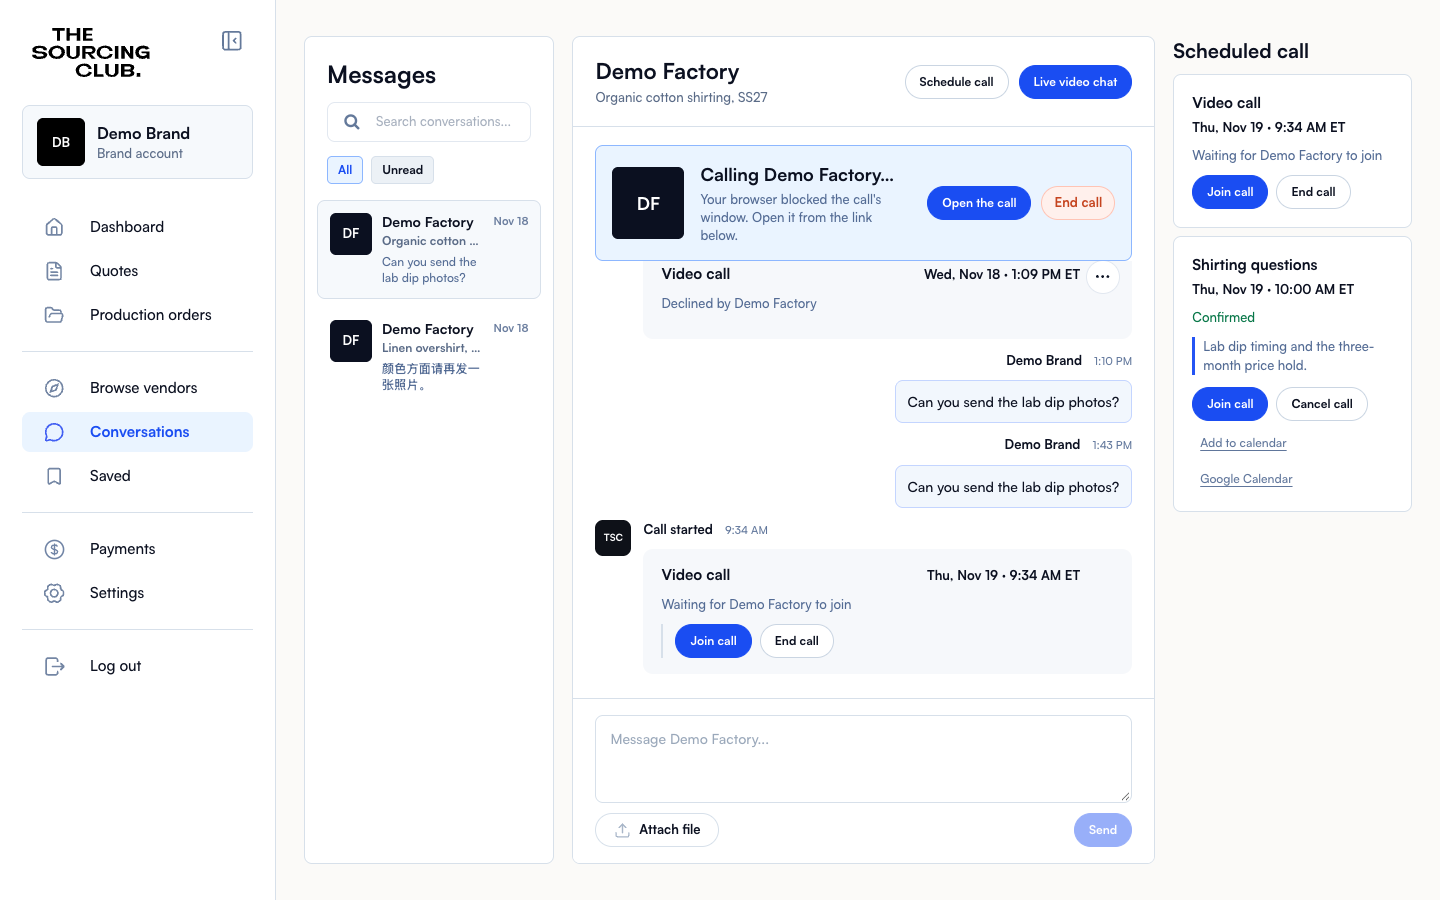 THE
SOURCING
CLUB.
DB
Demo Brand
Brand account
Dashboard
Quotes
Production orders
Browse vendors
Conversations
Saved
Payments
Settings
Log out
Messages
Search conversations...
All
Unread
DF
Demo Factory
Nov 18
Organic cotton ...
Can you send the
lab dip photos?
DF
Demo Factory
Nov 18
Linen overshirt, ...
颜色方面请再发一
张照片。
Demo Factory
Organic cotton shirting, SS27
Schedule call
Live video chat
DF
Calling Demo Factory...
Your browser blocked the call's
window. Open it from the link
below.
Open the call
End call
Video call
Wed, Nov 18 • 1:09 PM ET
Declined by Demo Factory
Demo Brand 1:10 PM
Can you send the lab dip photos?
Demo Brand 1:43 PM
Can you send the lab dip photos?
TSC
Call started 9:34 AM
Video call
Thu, Nov 19 • 9:34 AM ET
Waiting for Demo Factory to join
Join call
End call
Message Demo Factory...
Attach file
Send
Scheduled call
Video call
Thu, Nov 19 • 9:34 AM ET
Waiting for Demo Factory to join
Join call
End call
Shirting questions
Thu, Nov 19 • 10:00 AM ET
Confirmed
Lab dip timing and the three-
month price hold.
Join call
Cancel call
Add to calendar
Google Calendar